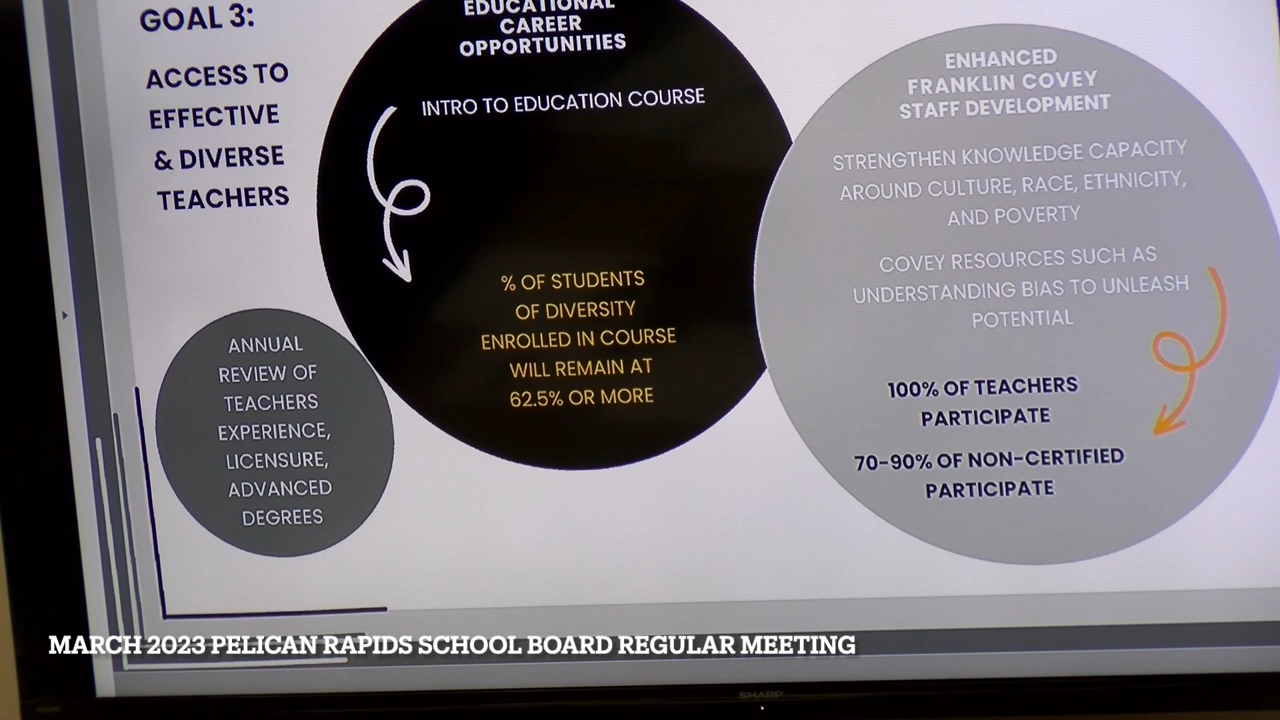 GOAL 3:
ACCESS TO
EFFECTIVE
& DIVERSE
TEACHERS
EDUCATIONAL
CAREER
OPPORTUNITIES
INTRO TO EDUCATION COURSE
% OF STUDENTS
OF DIVERSITY
ENROLLED IN COURSE
WILL REMAIN AT
62.5% OR MORE
ENHANCED
FRANKLIN COVEY
STAFF DEVELOPMENT
STRENGTHEN KNOWLEDGE CAPACITY
AROUND CULTURE, RACE, ETHNICITY,
AND POVERTY
COVEY RESOURCES SUCH AS
UNDERSTANDING BIAS TO UNLEASH
POTENTIAL
100% OF TEACHERS
PARTICIPATE
70-90% OF NON-CERTIFIED
PARTICIPATE
ANNUAL
REVIEW OF
TEACHERS
EXPERIENCE,
LICENSURE,
ADVANCED
DEGREES
MARCH 2023 PELICAN RAPIDS SCHOOL BOARD REGULAR MEETING
SHARP